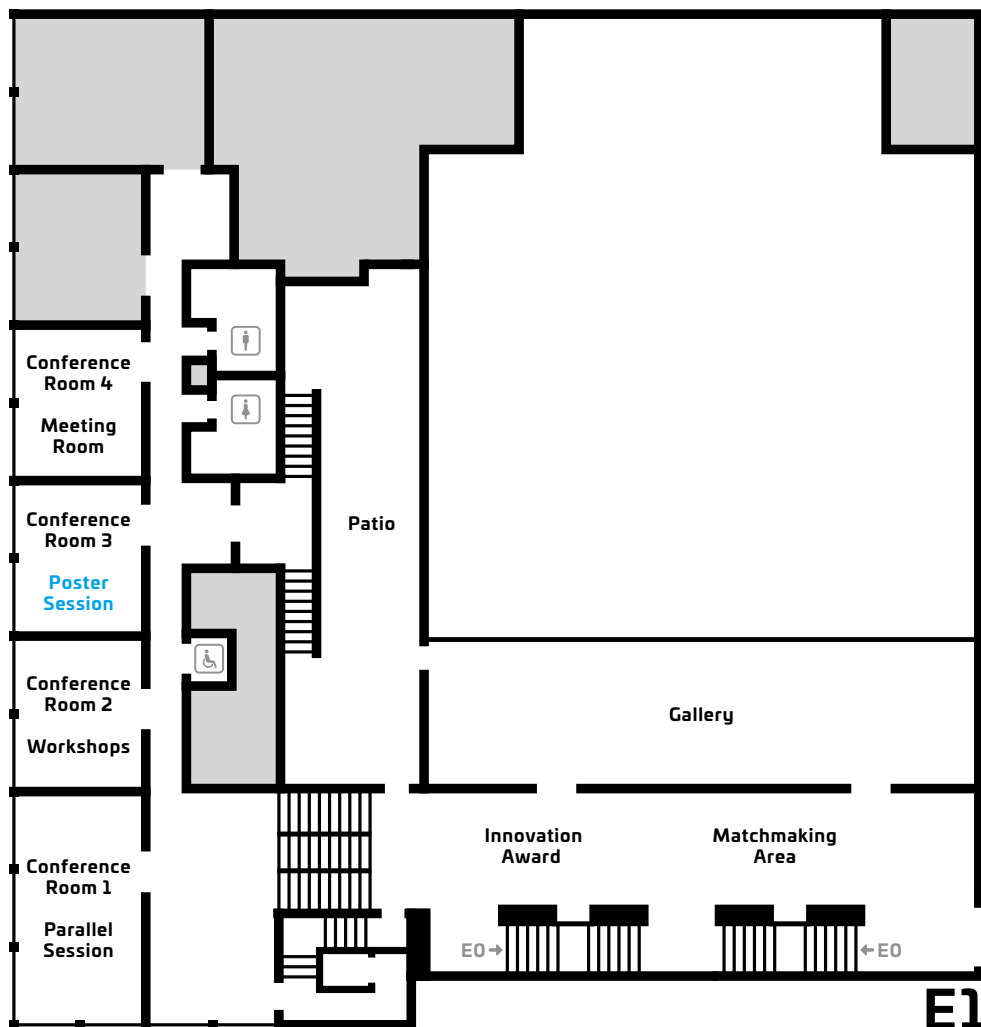 Conference
Room 4
Meeting
Room
Conference
Room 3
Poster
Session
Patio
Conference
Room 2
Workshops
Gallery
Innovation
Award
Matchmaking
Area
Conference
Room 1
Parallel
Session
E0
E0
E1